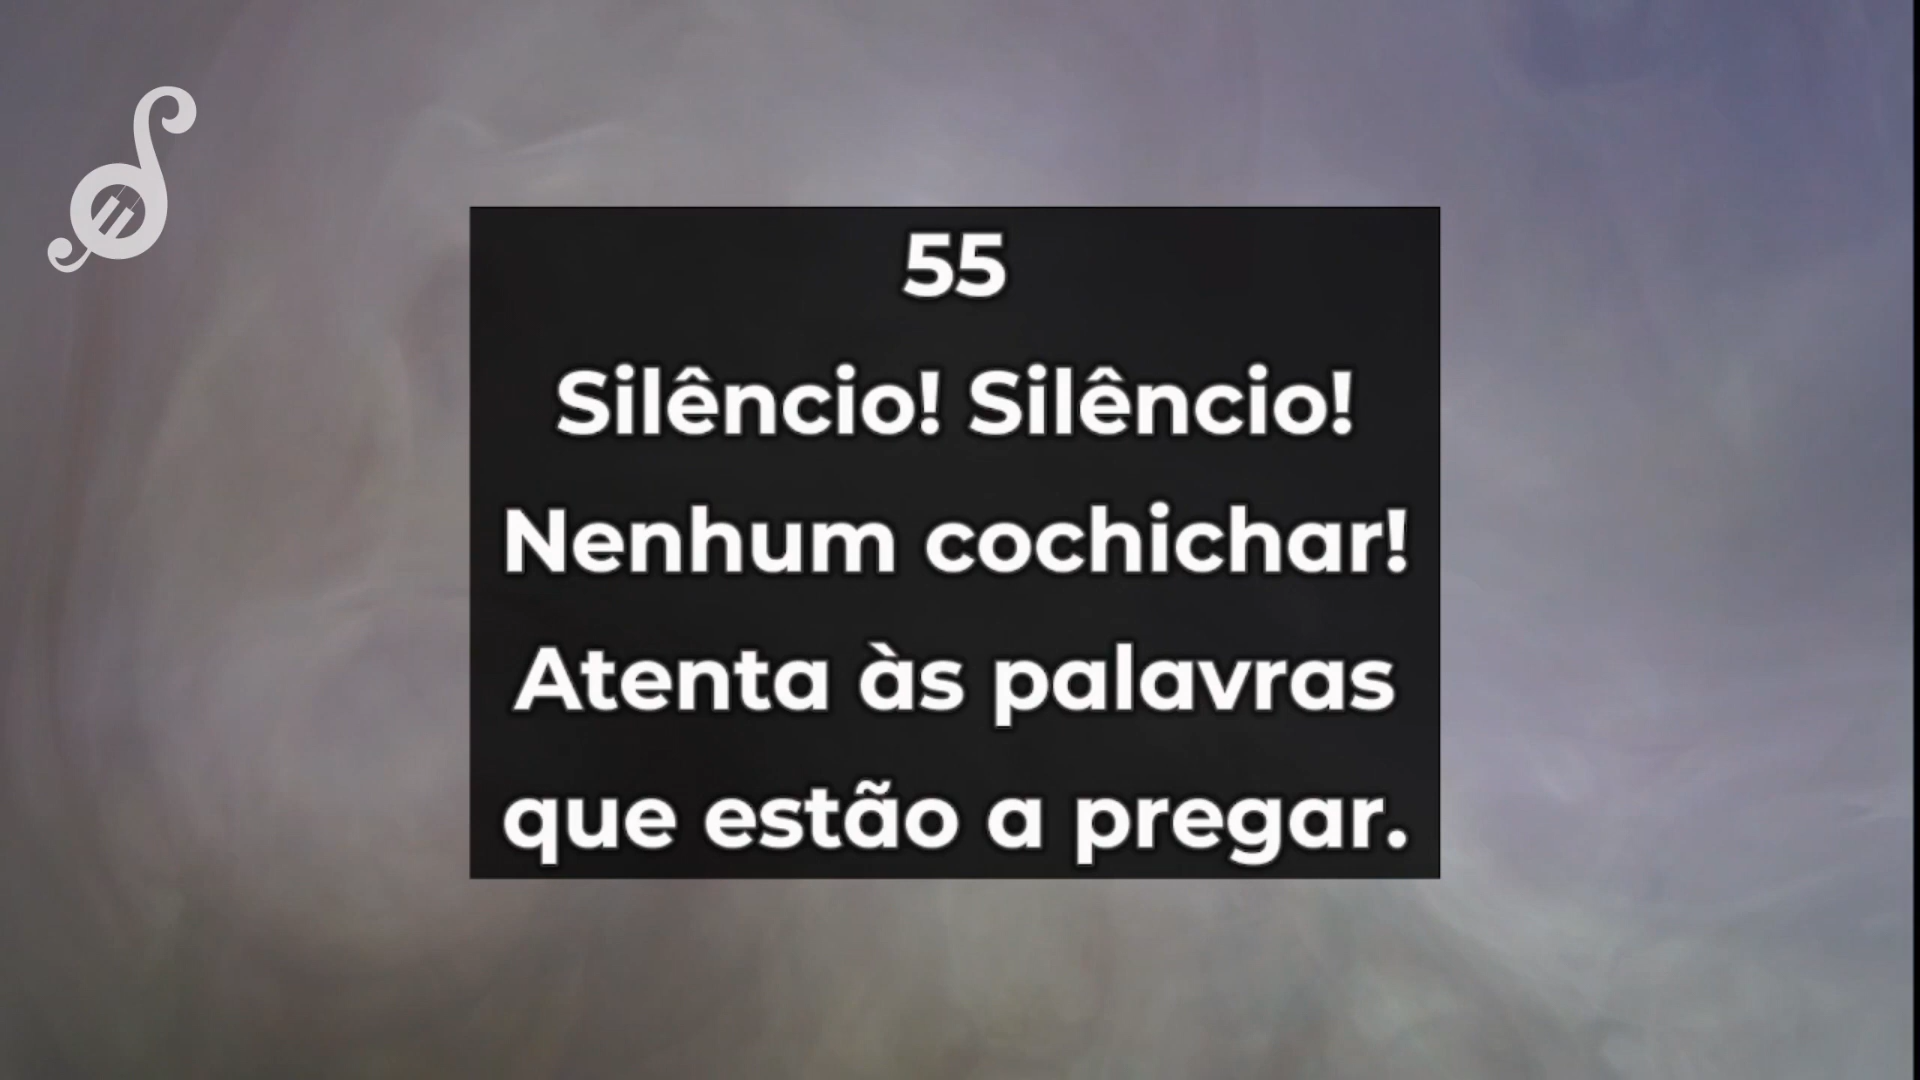 55
Silêncio! Silêncio!
Nenhum cochichar!
Atenta às palavras
que estão a pregar.